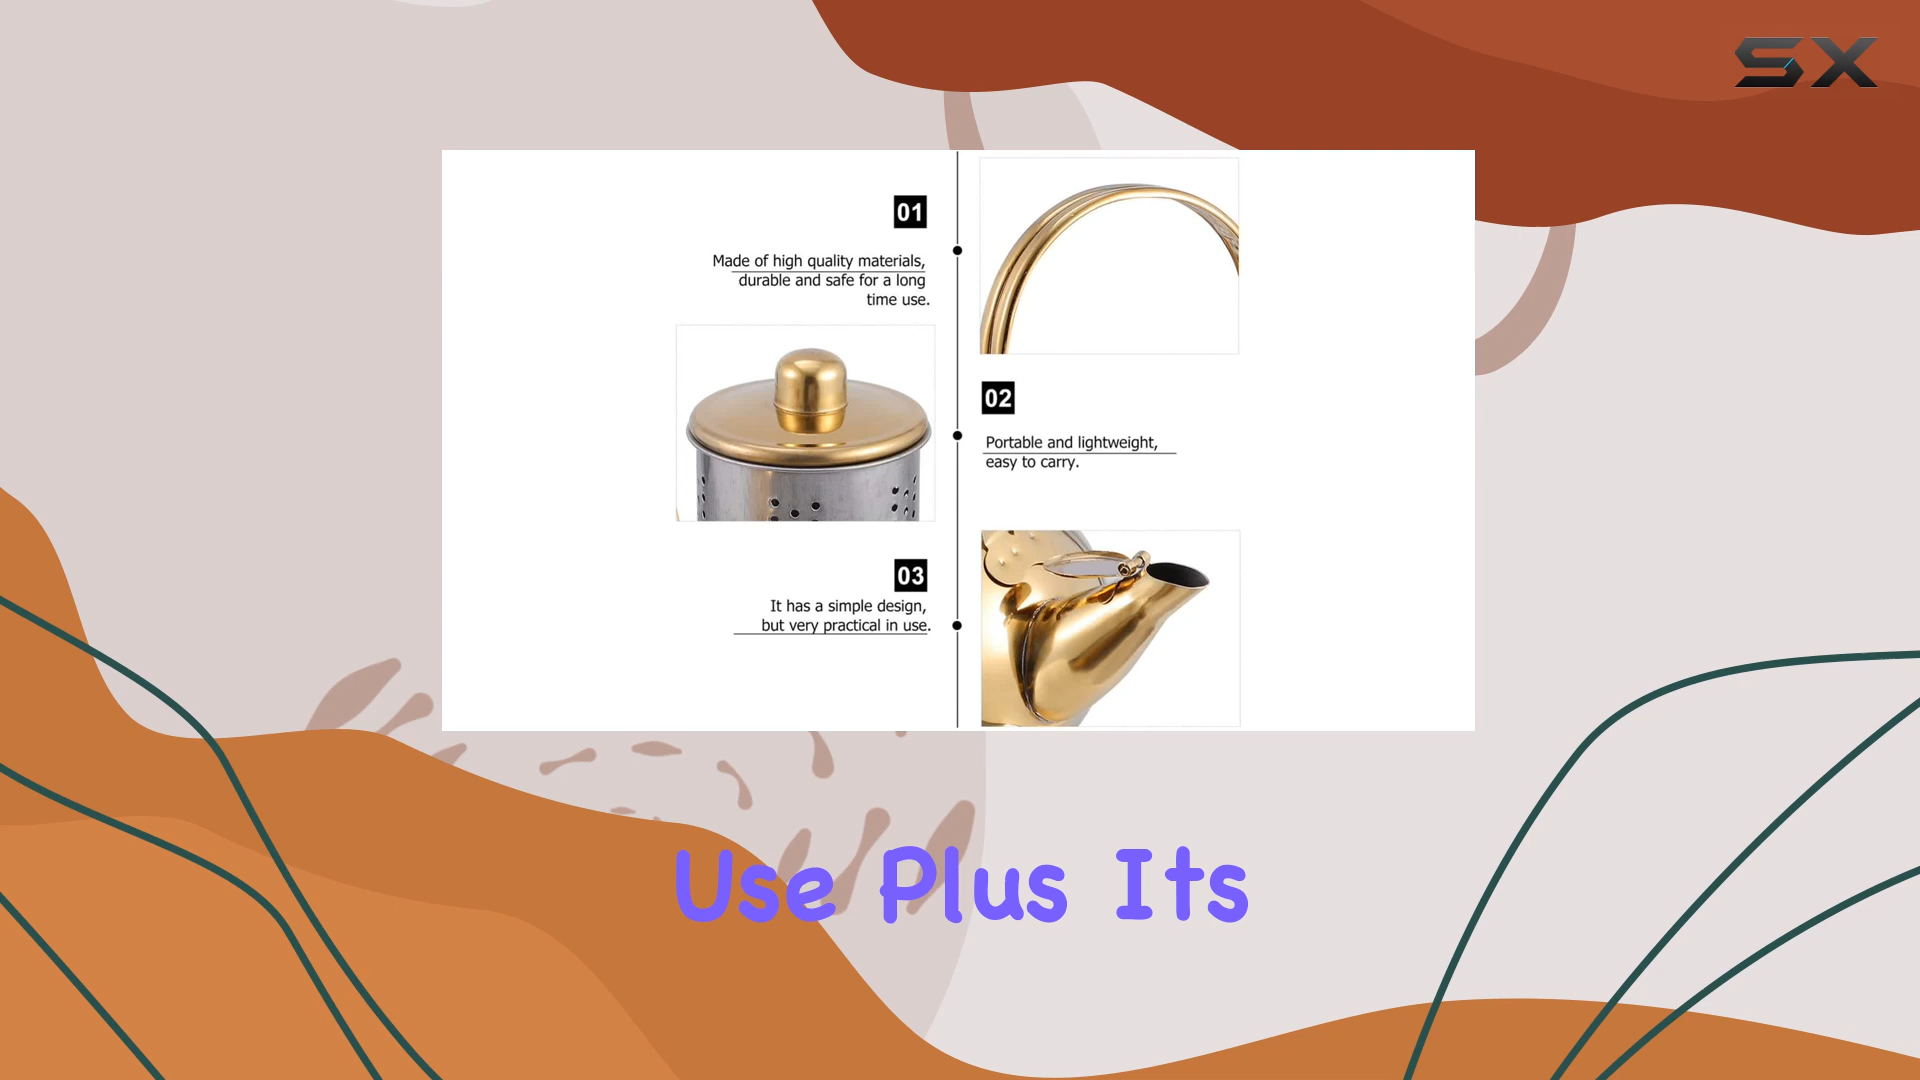 SX
01
Made of high quality materials,
durable and safe for a long
time use.
02
Portable and lightweight,
easy to carry.
03
It has a simple design,
but very practical in use.
Use Plus Its